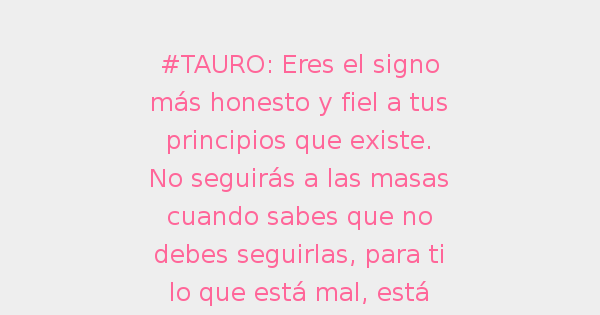 #TAURO: Eres el signo
más honesto y fiel a tus
principios que existe.
No seguirás a las masas
cuando sabes que no
debes seguirlas, para ti
lo que está mal, está